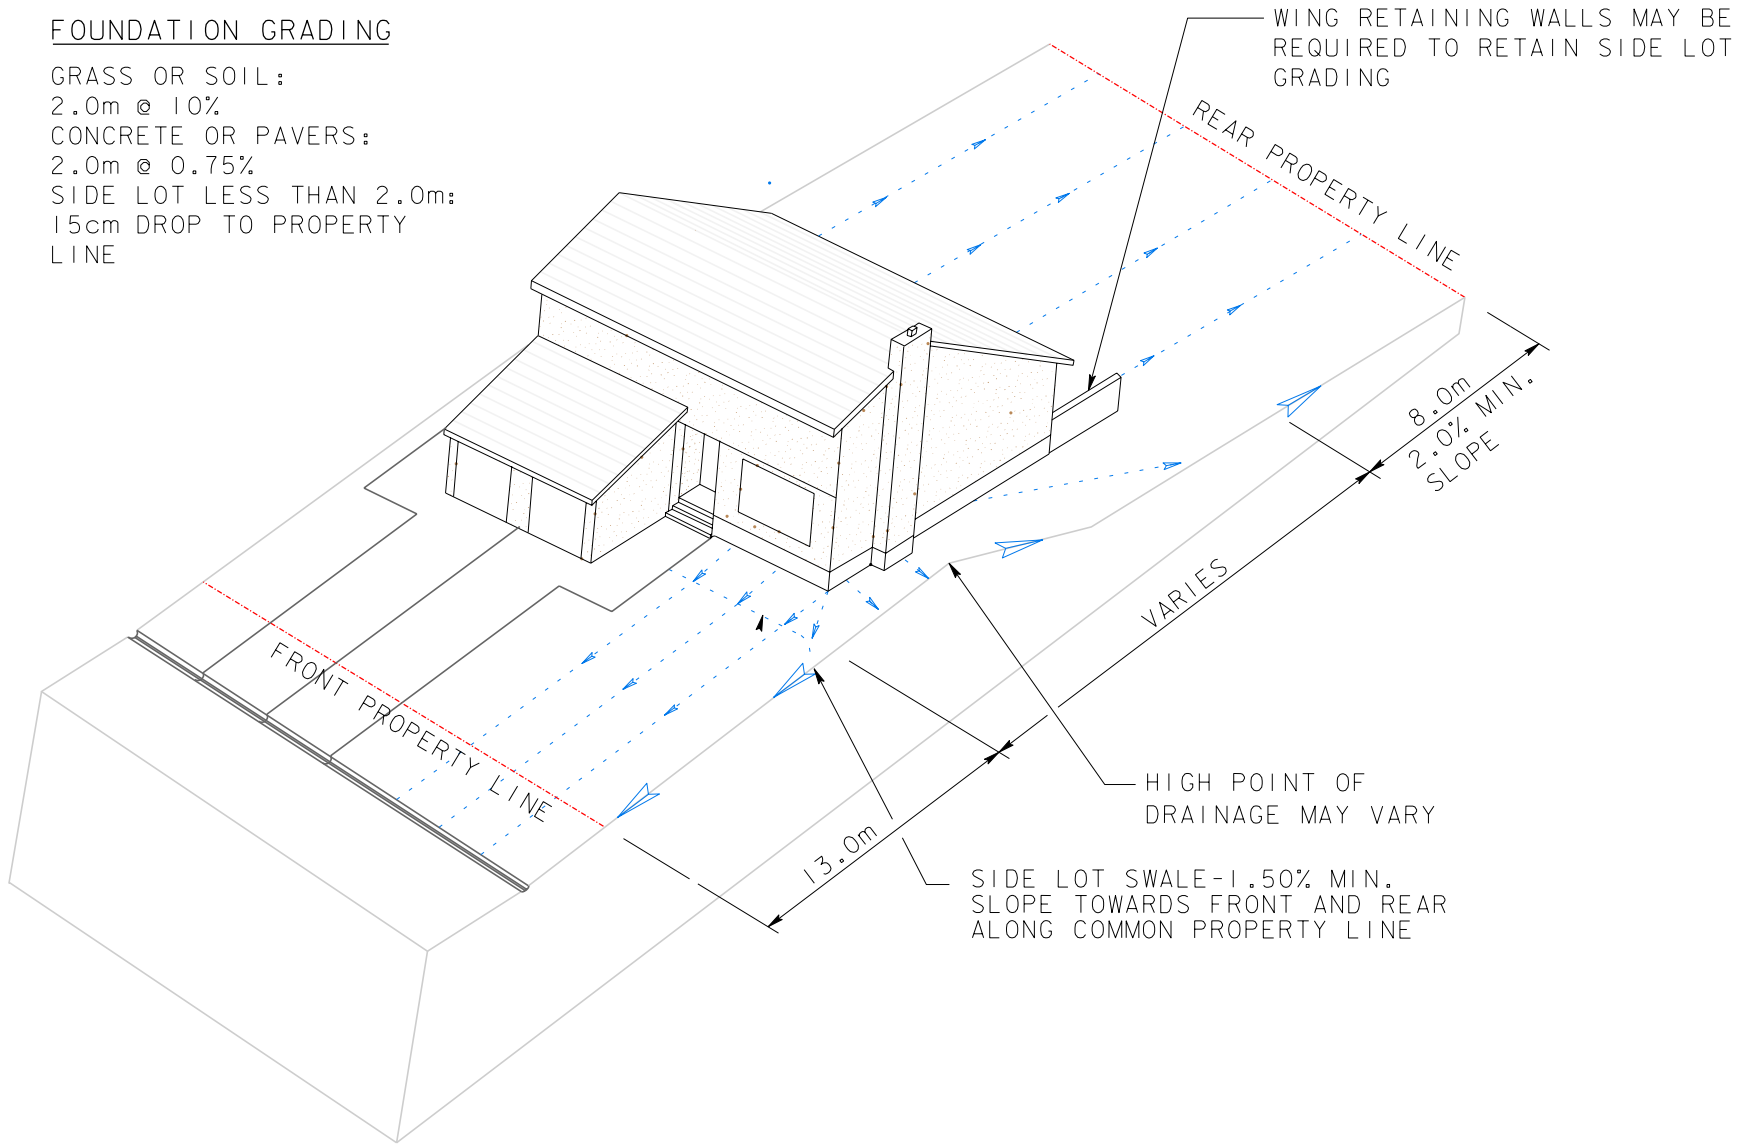 FOUNDATION GRADING
GRASS OR SOIL:
2.0m @ 10%
CONCRETE OR PAVERS:
2.0m @ 0.75%
SIDE LOT LESS THAN 2.0m:
15cm DROP TO PROPERTY
LINE
WING RETAINING WALLS MAY BE
REQUIRED TO RETAIN SIDE LOT
GRADING
REAR PROPERTY LINE
8.0m
2.0% MIN.
SLOPE
VARIES
FRONT PROPERTY LINE
HIGH POINT OF
DRAINAGE MAY VARY
13.0m
SIDE LOT SWALE-1.50% MIN.
SLOPE TOWARDS FRONT AND REAR
ALONG COMMON PROPERTY LINE